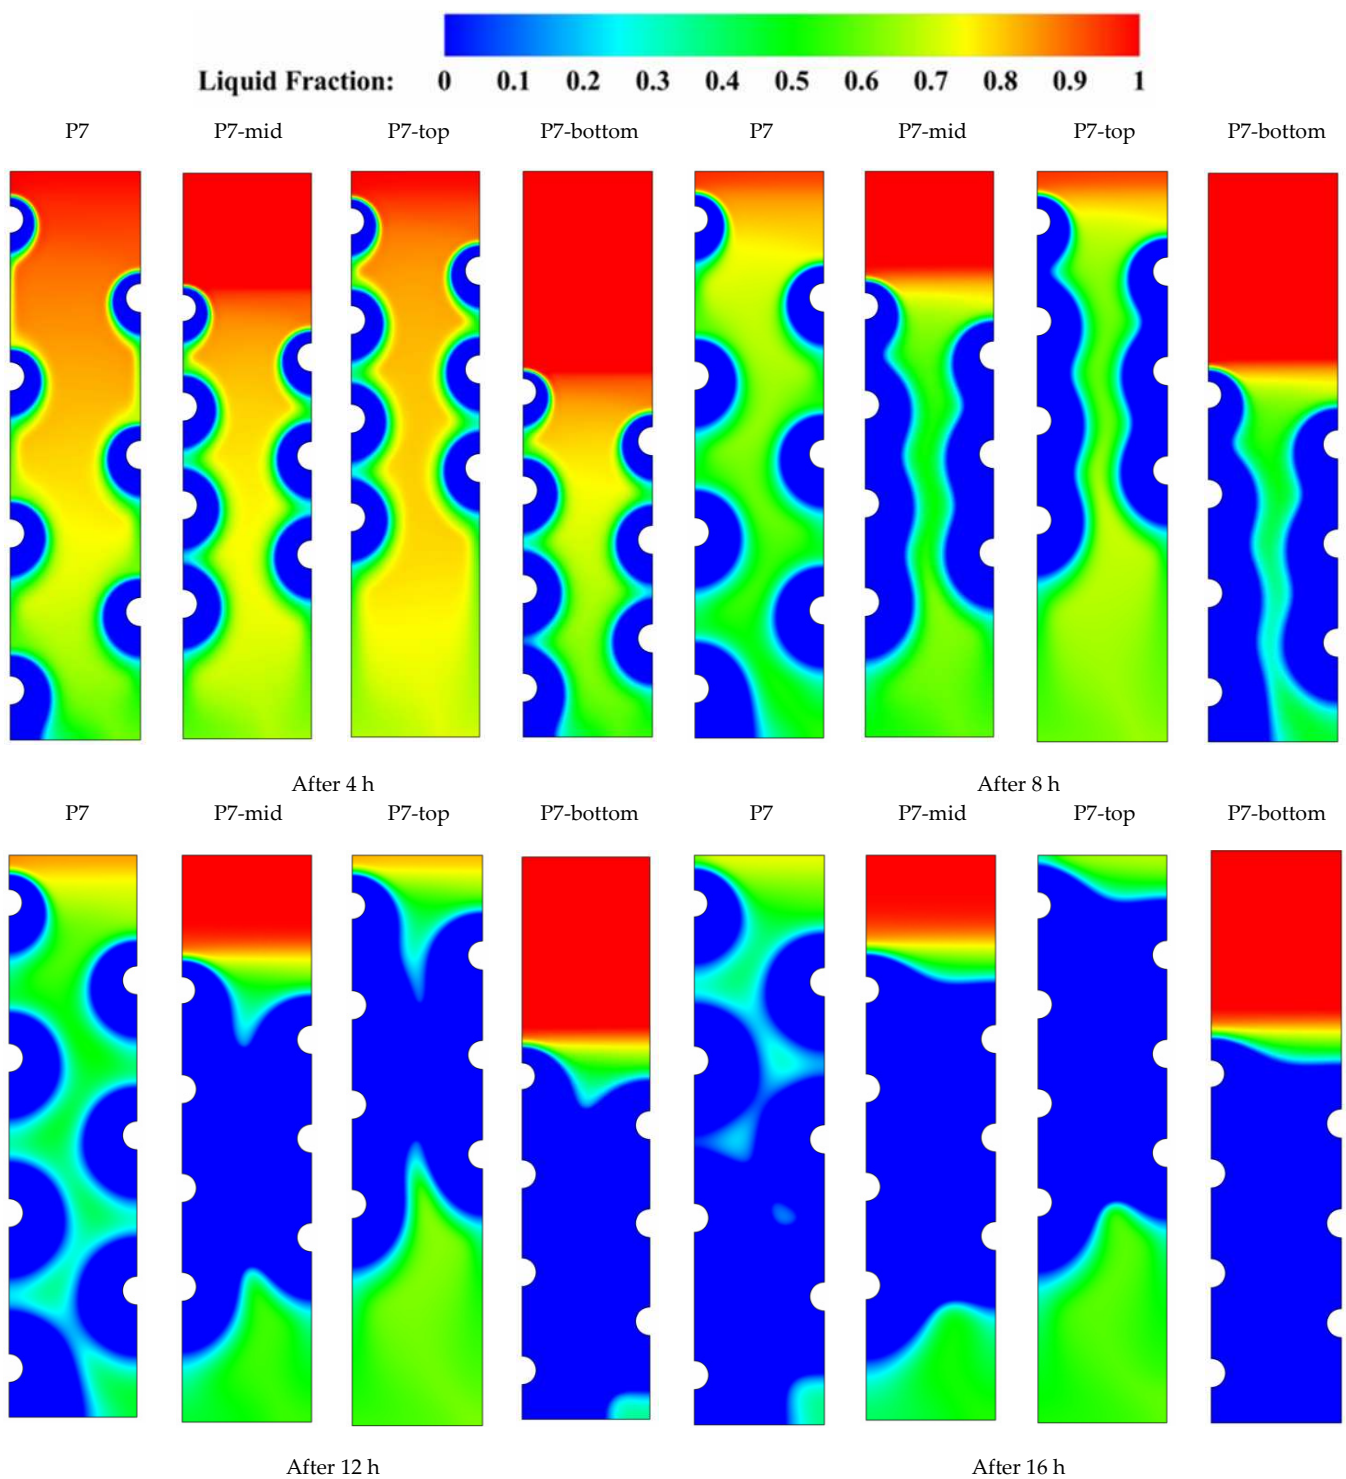 Liquid Fraction: 0 0.1 0.2 0.3 0.4 0.5 0.6 0.7 0.8 0.9 1
P7 P7-mid P7-top P7-bottom P7 P7-mid P7-top P7-bottom
After 4 h After 8 h
P7 P7-mid P7-top P7-bottom P7 P7-mid P7-top P7-bottom
After 12 h After 16 h